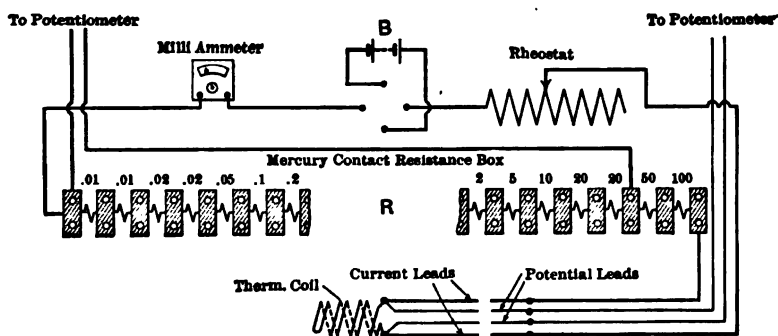 To Potentiometer
To Potentiometer
B
Milli Ammeter
Rheostat
Mercury Contact Resistance Box
.01 .01 .02 .02 .05 .1 .2
2 5 10 20 20 50 100
R
Therm. Coil
Current Leads
Potential Leads